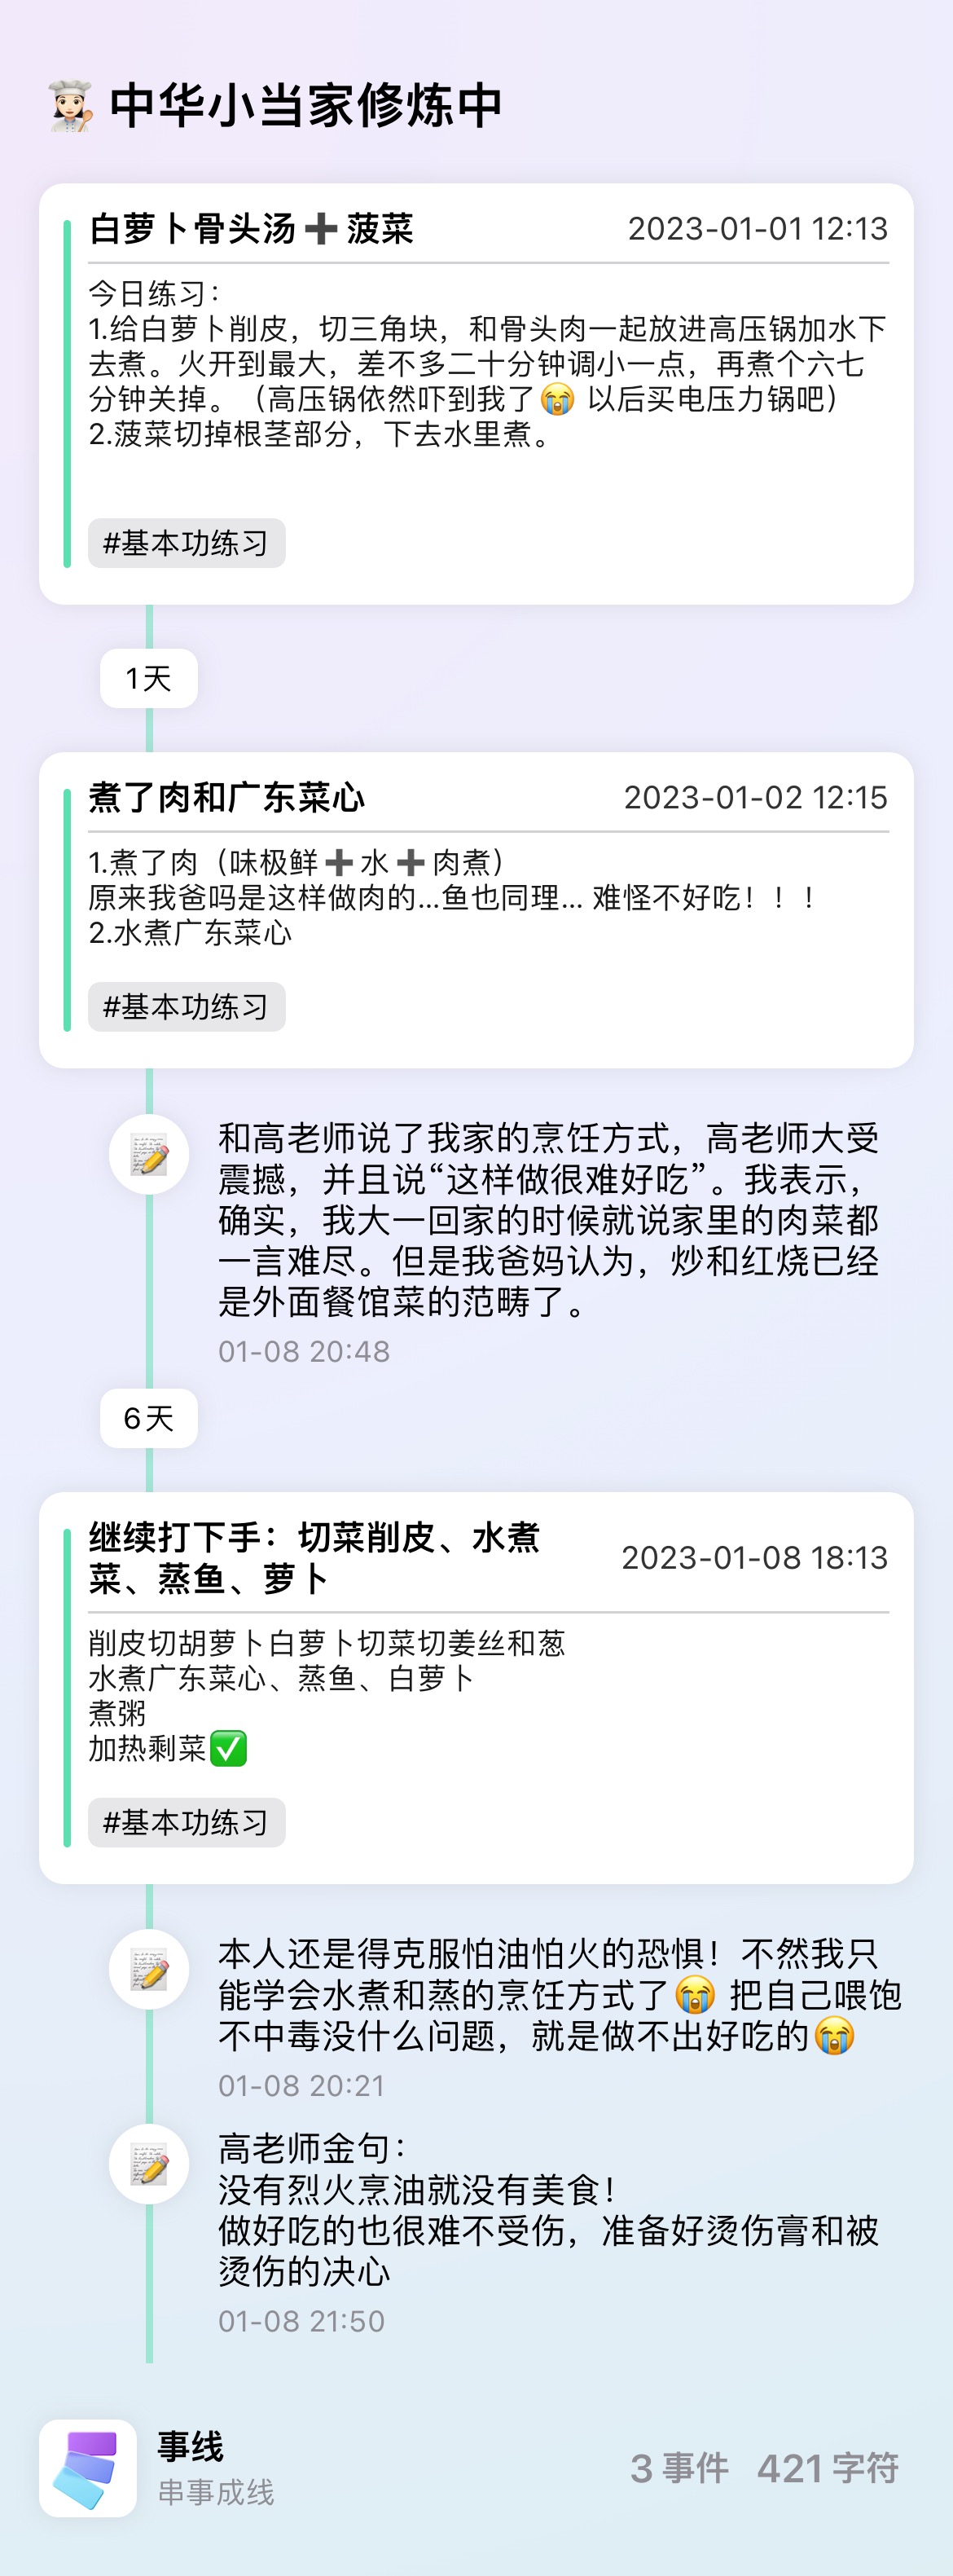 👩🏻‍🍳 中华小当家修炼中
白萝卜骨头汤➕菠菜
2023-01-01 12:13
今日练习：
1.给白萝卜削皮，切三角块，和骨头肉一起放进高压锅加水下
去煮。火开到最大，差不多二十分钟调小一点，再煮个六七
分钟关掉。（高压锅依然吓到我了😭 以后买电压力锅吧）
2.菠菜切掉根茎部分，下去水里煮。
#基本功练习
1天
煮了肉和广东菜心
2023-01-02 12:15
1.煮了肉（味极鲜➕水➕肉煮）
原来我爸吗是这样做肉的…鱼也同理… 难怪不好吃！！！
2.水煮广东菜心
#基本功练习
和高老师说了我家的烹饪方式，高老师大受
震撼，并且说“这样做很难好吃”。我表示，
确实，我大一回家的时候就说家里的肉菜都
一言难尽。但是我爸妈认为，炒和红烧已经
是外面餐馆菜的范畴了。
01-08 20:48
6天
继续打下手：切菜削皮、水煮
菜、蒸鱼、萝卜
2023-01-08 18:13
削皮切胡萝卜白萝卜切菜切姜丝和葱
水煮广东菜心、蒸鱼、白萝卜
煮粥
加热剩菜✅
#基本功练习
本人还是得克服怕油怕火的恐惧！不然我只
能学会水煮和蒸的烹饪方式了😭 把自己喂饱
不中毒没什么问题，就是做不出好吃的😭
01-08 20:21
高老师金句：
没有烈火烹油就没有美食！
做好吃的也很难不受伤，准备好烫伤膏和被
烫伤的决心
01-08 21:50
事线
串事成线
3 事件 421 字符